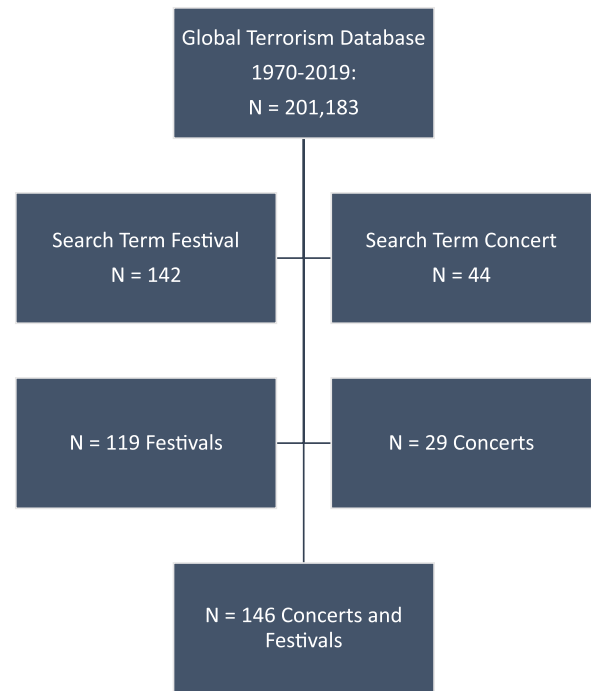 Global Terrorism Database
1970-2019:
N = 201,183
Search Term Festival
N = 142
Search Term Concert
N = 44
N = 119 Festivals
N = 29 Concerts
N = 146 Concerts and
Festivals